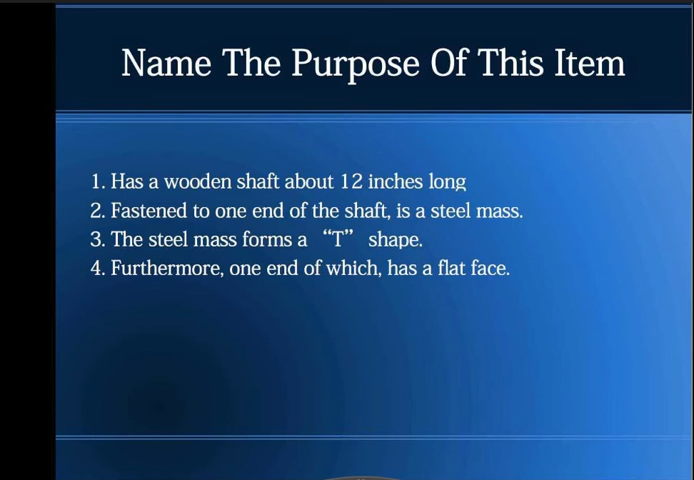 Name The Purpose Of This Item
1. Has a wooden shaft about 12 inches long
2. Fastened to one end of the shaft, is a steel mass.
3. The steel mass forms a “T” shape.
4. Furthermore, one end of which, has a flat face.